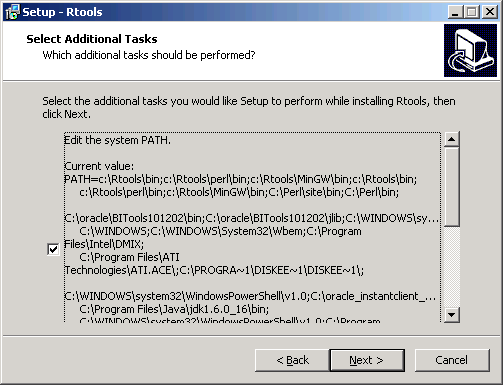 Setup - Rtools
Select Additional Tasks
Which additional tasks should be performed?
Select the additional tasks you would like Setup to perform while installing Rtools, then
click Next.
Edit the system PATH.
Current value:
PATH=c:\Rtools\bin;c:\Rtools\perl\bin;c:\Rtools\MinGW\bin;c:\Rtools\bin;
c:\Rtools\perl\bin;c:\Rtools\MinGW\bin;C:\Perl\site\bin;C:\Perl\bin;
C:\oracle\BITools101202\bin;C:\oracle\BITools101202\jlib;C:\WINDOWS\sy...
C:\WINDOWS;C:\WINDOWS\System32\Wbem;C:\Program
Files\Intel\DMIX;
C:\Program Files\ATI
Technologies\ATI.ACE\;C:\PROGRA~1\DISKEE~1\DISKEE~1\;
C:\WINDOWS\system32\WindowsPowerShell\v1.0;C:\oracle_instantclient_...
C:\Program Files\Java\jdk1.6.0_16\bin;
C:\WINDOWS\system32\WindowsPowerShell\v1.0;C:\Program
< Back
Next >
Cancel